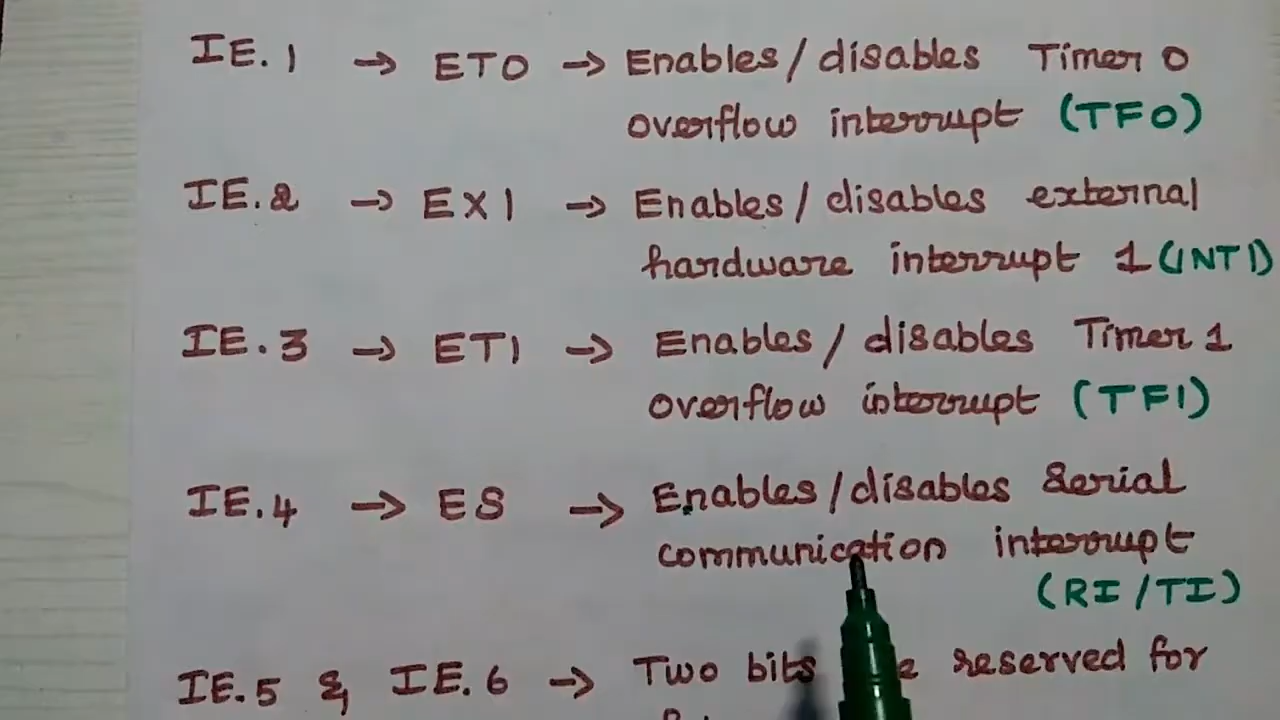 IE.1 → ET0 → Enables/disables Timer 0
overflow interrupt (TF0)
IE.2 → EX1 → Enables/disables external
hardware interrupt 1 (INT1)
IE.3 → ET1 → Enables/disables Timer 1
overflow interrupt (TF1)
IE.4 → ES → Enables/disables Serial
communication interrupt
(RI/TI)
IE.5 & IE.6 → Two bits reserved for